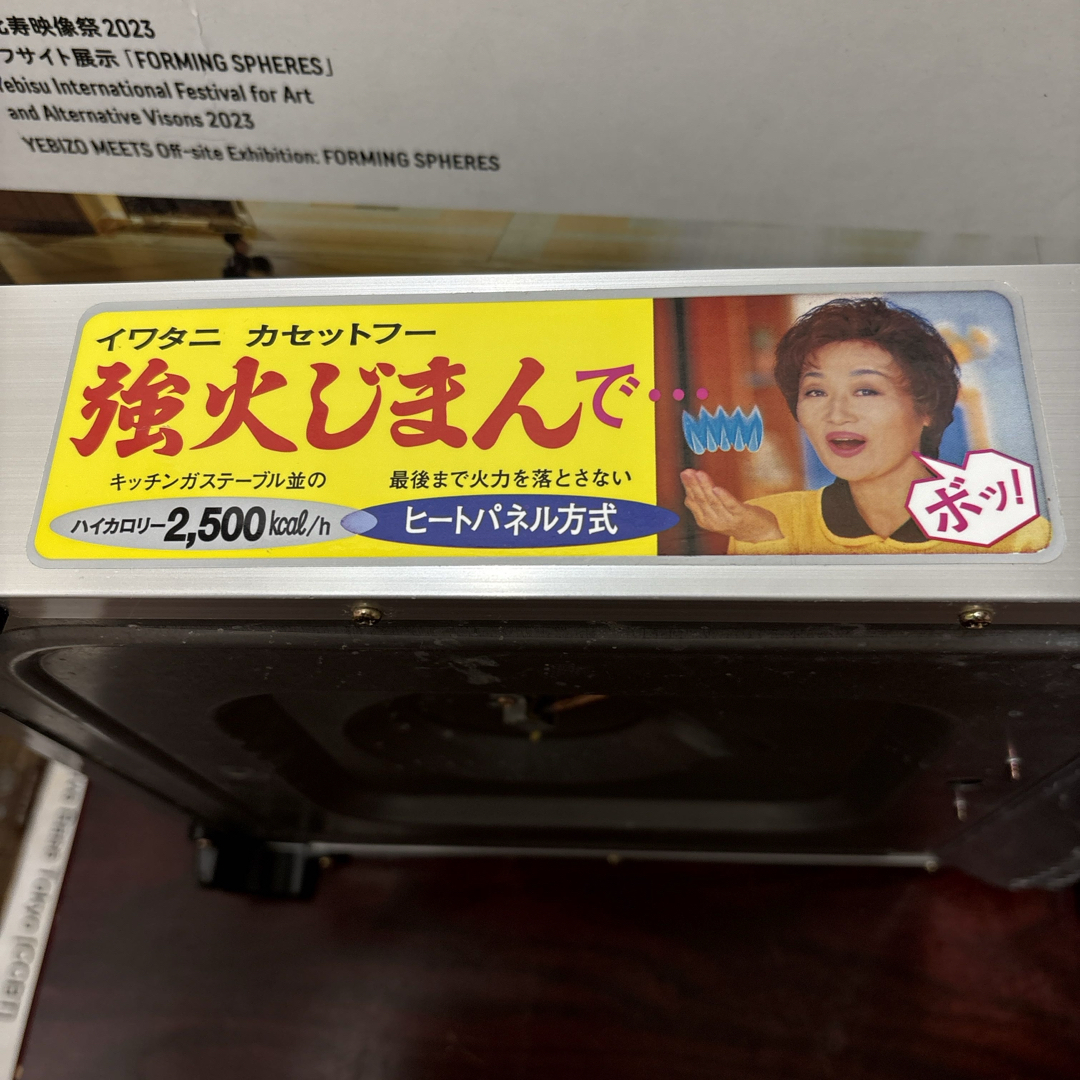 寿映像祭2023
フサイト展示「FORMING SPHERES」
Yebisu International Festival for Art
and Alternative Visons 2023
YEBIZO MEETS Off-site Exhibition: FORMING SPHERES
イワタニ カセットフー
強火じまんで・・・
キッチンガステーブル並の
ハイカロリー2,500kcal/h
最後まで火力を落とさない
ヒートパネル方式
ボッ!
Tokyo [CCBT]